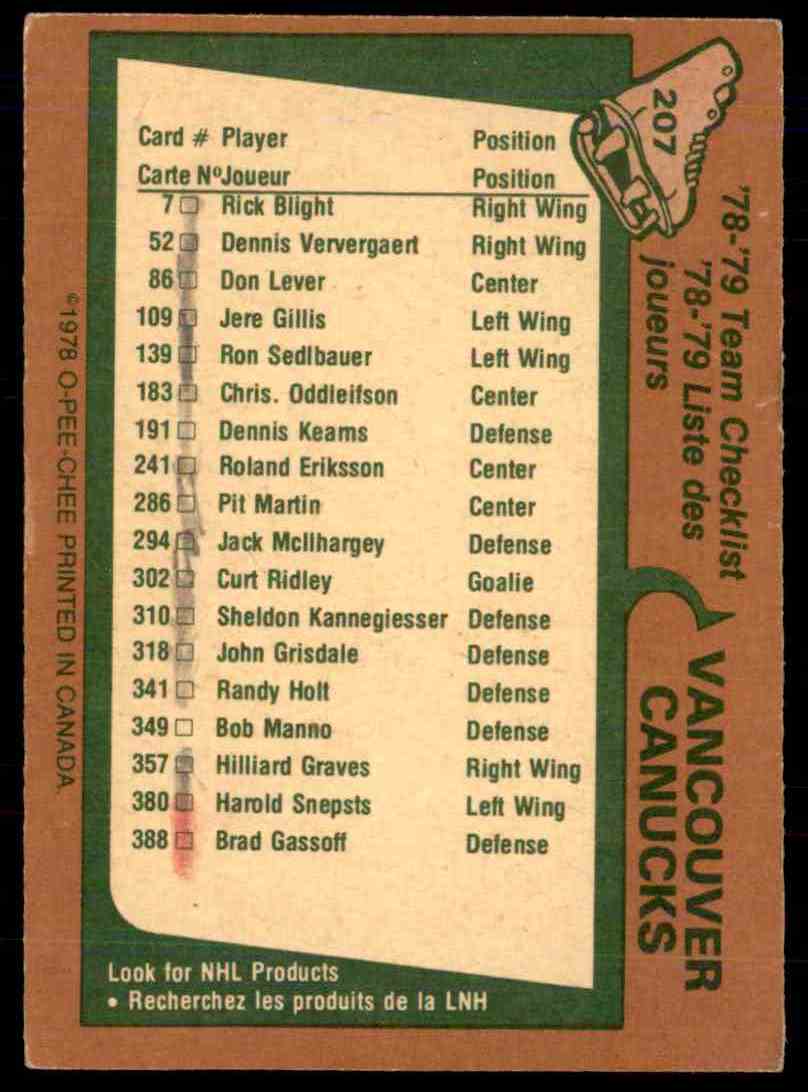 207
'78-'79 Team Checklist
'78-'79 Liste des
joueurs
VANCOUVER
CANUCKS
Card # Player Position
Carte Nº Joueur Position
7 Rick Blight Right Wing
52 Dennis Ververgaert Right Wing
86 Don Lever Center
109 Jere Gillis Left Wing
139 Ron Sedlbauer Left Wing
183 Chris. Oddleifson Center
191 Dennis Kearns Defense
241 Roland Eriksson Center
286 Pit Martin Center
294 Jack McIlhargey Defense
302 Curt Ridley Goalie
310 Sheldon Kannegiesser Defense
318 John Grisdale Defense
341 Randy Holt Defense
349 Bob Manno Defense
357 Hilliard Graves Right Wing
380 Harold Snepsts Left Wing
388 Brad Gassoff Defense
Look for NHL Products
• Recherchez les produits de la LNH
©1978 O-PEE-CHEE PRINTED IN CANADA.